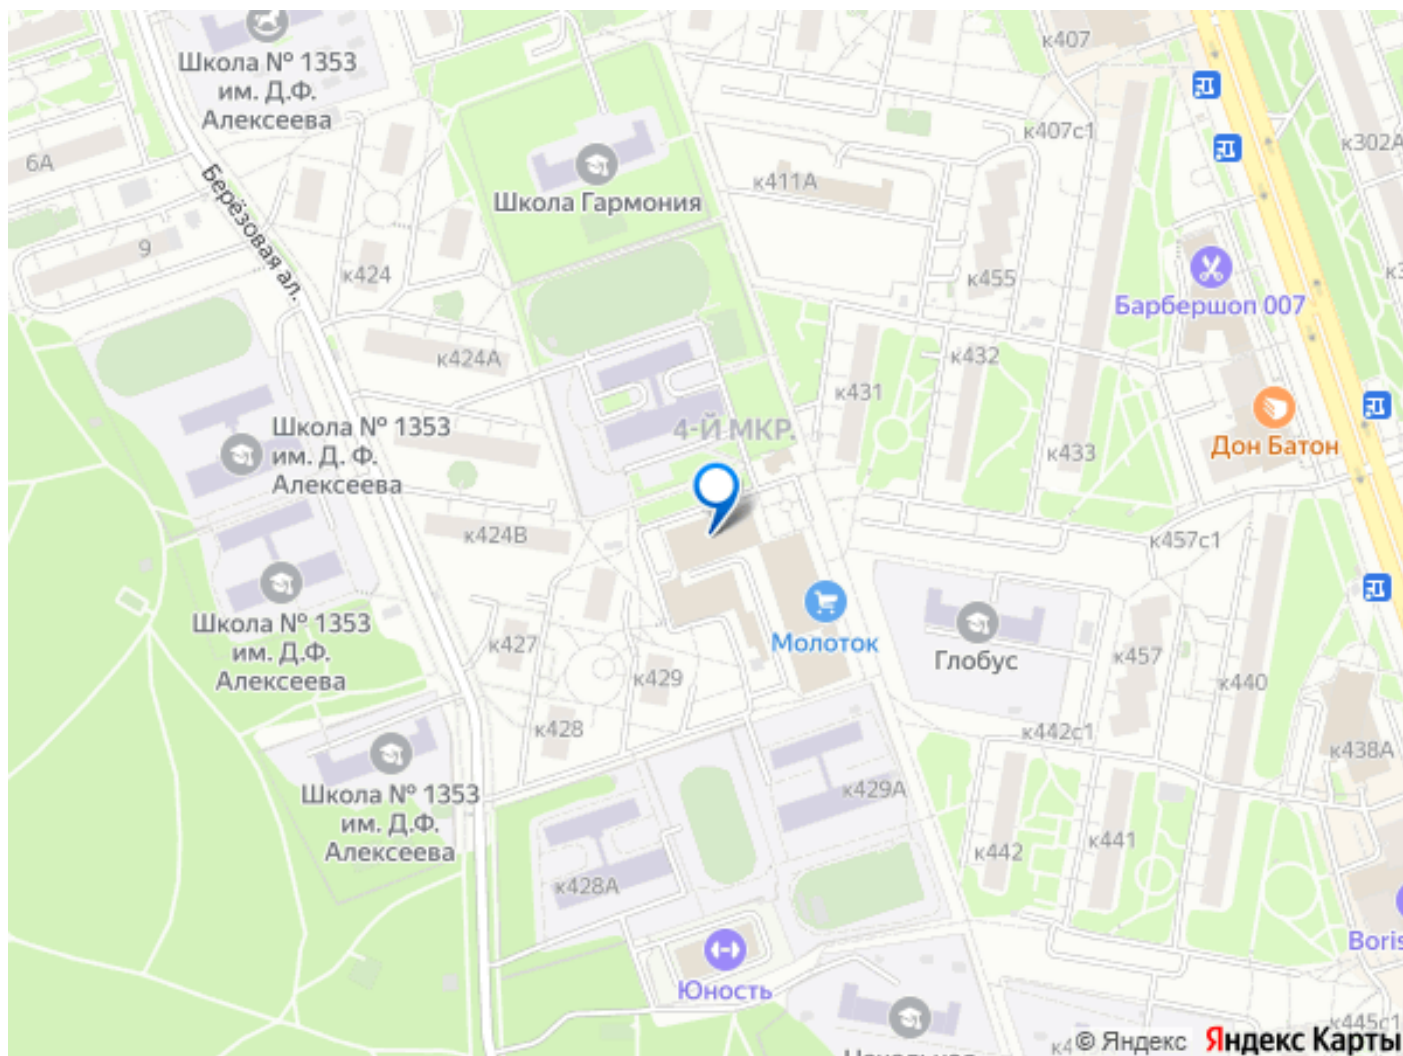 Школа № 1353
им. Д.Ф.
Алексеева
к407
к407с1
к302А
6А
Берёзовая ал.
Школа Гармония
к411А
9
к424
к455
Барбершоп 007
к424А
к432
к431
Школа № 1353
им. Д. Ф.
Алексеева
4-Й МКР.
к433
Дон Батон
к424В
к457с1
Школа № 1353
им. Д.Ф.
Алексеева
к427
Молоток
Глобус
к457
к429
к440
к428
к442с1
к438А
Школа № 1353
им. Д.Ф.
Алексеева
к429А
к442
к441
к428А
Юность
Boris
к445с1
© Яндекс
Яндекс Карты